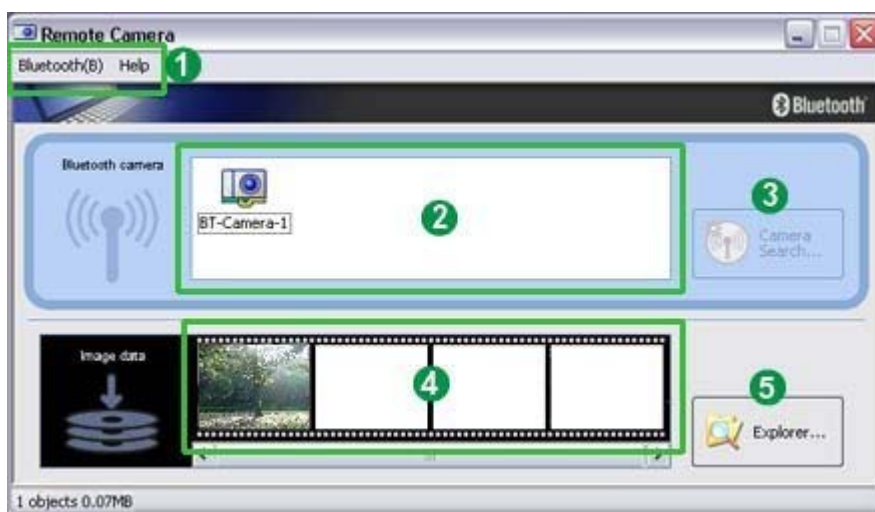 Remote Camera
Bluetooth(B) Help
1
Bluetooth
Bluetooth camera
BT-Camera-1
2
3
Camera
Search...
Image data
4
5
Explorer...
1 objects 0.07MB